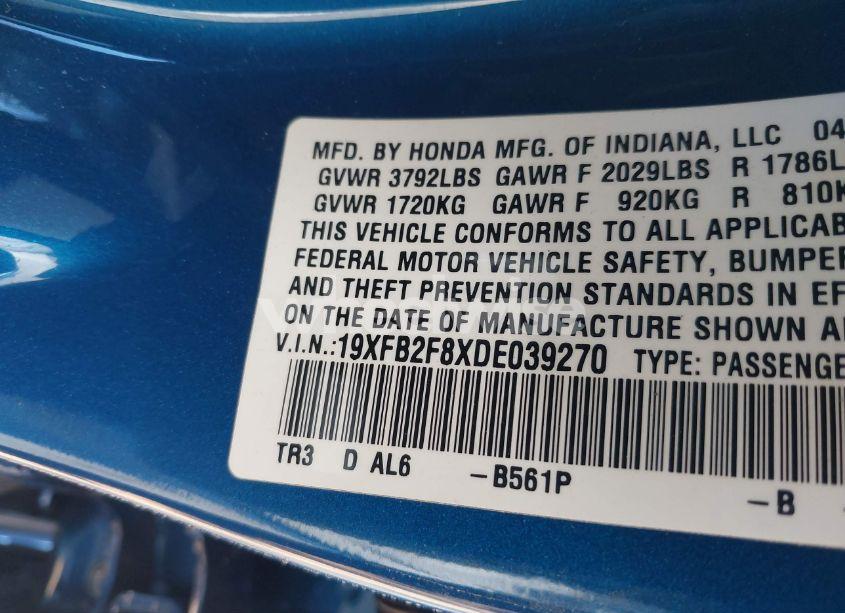 MFD. BY HONDA MFG. OF INDIANA, LLC 04
GVWR 3792LBS GAWR F 2029LBS R 1786L
GVWR 1720KG GAWR F 920KG R 810K
THIS VEHICLE CONFORMS TO ALL APPLICAB
FEDERAL MOTOR VEHICLE SAFETY, BUMPER
AND THEFT PREVENTION STANDARDS IN EF
ON THE DATE OF MANUFACTURE SHOWN A
V.I.N.:19XFB2F8XDE039270 TYPE: PASSENGE
TR3 D AL6 -B561P -B